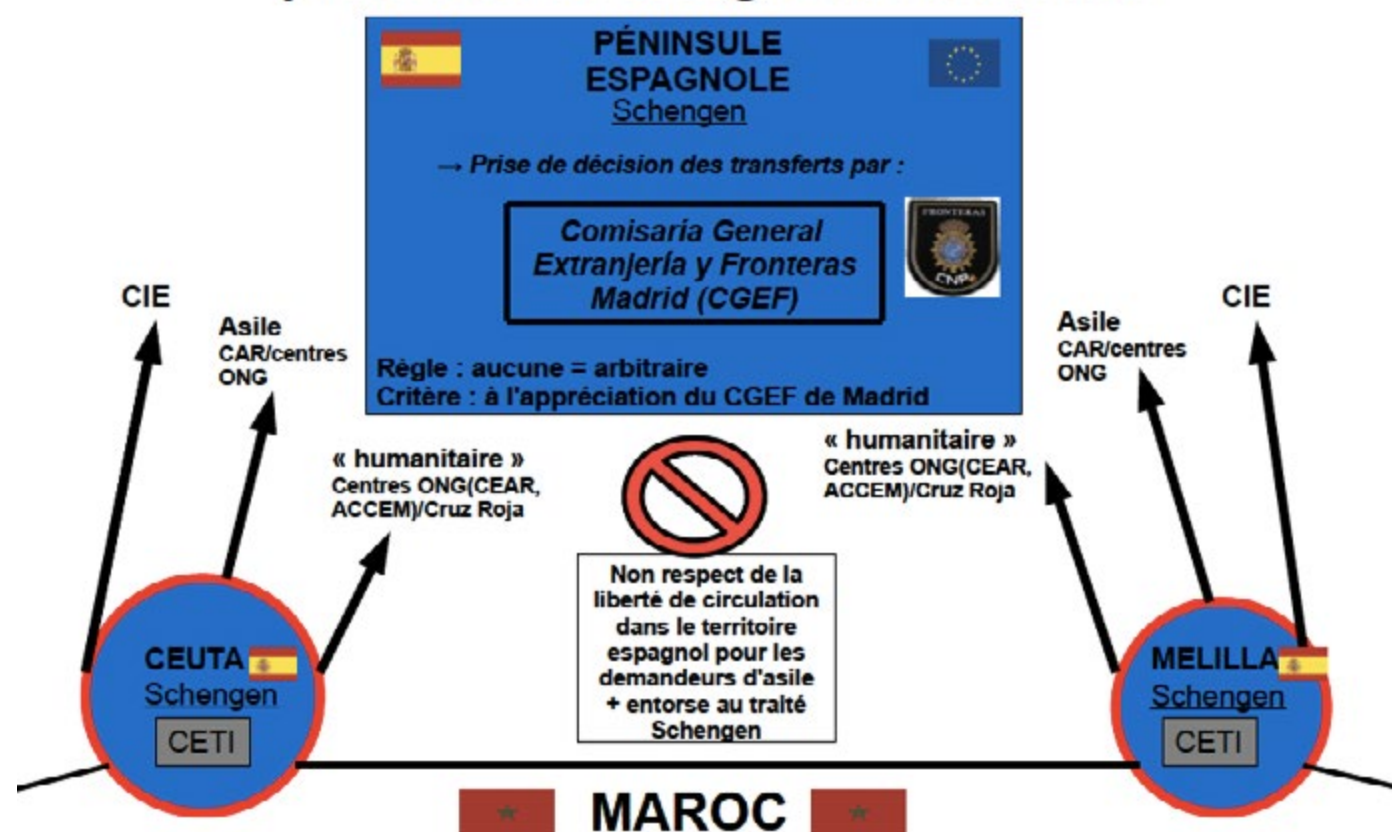 PÉNINSULE
ESPAGNOLE
Schengen
→ Prise de décision des transferts par :
Comisaría General
Extranjería y Fronteras
Madrid (CGEF)
FRONTERAS
CNP
Règle : aucune = arbitraire
Critère : à l'appréciation du CGEF de Madrid
CIE
Asile
CAR/centres
ONG
« humanitaire »
Centres ONG(CEAR,
ACCEM)/Cruz Roja
« humanitaire »
Centres ONG(CEAR,
ACCEM)/Cruz Roja
Asile
CAR/centres
ONG
CIE
Non respect de la
liberté de circulation
dans le territoire
espagnol pour les
demandeurs d'asile
+ entorse au traité
Schengen
CEUTA
Schengen
CETI
MELILLA
Schengen
CETI
MAROC